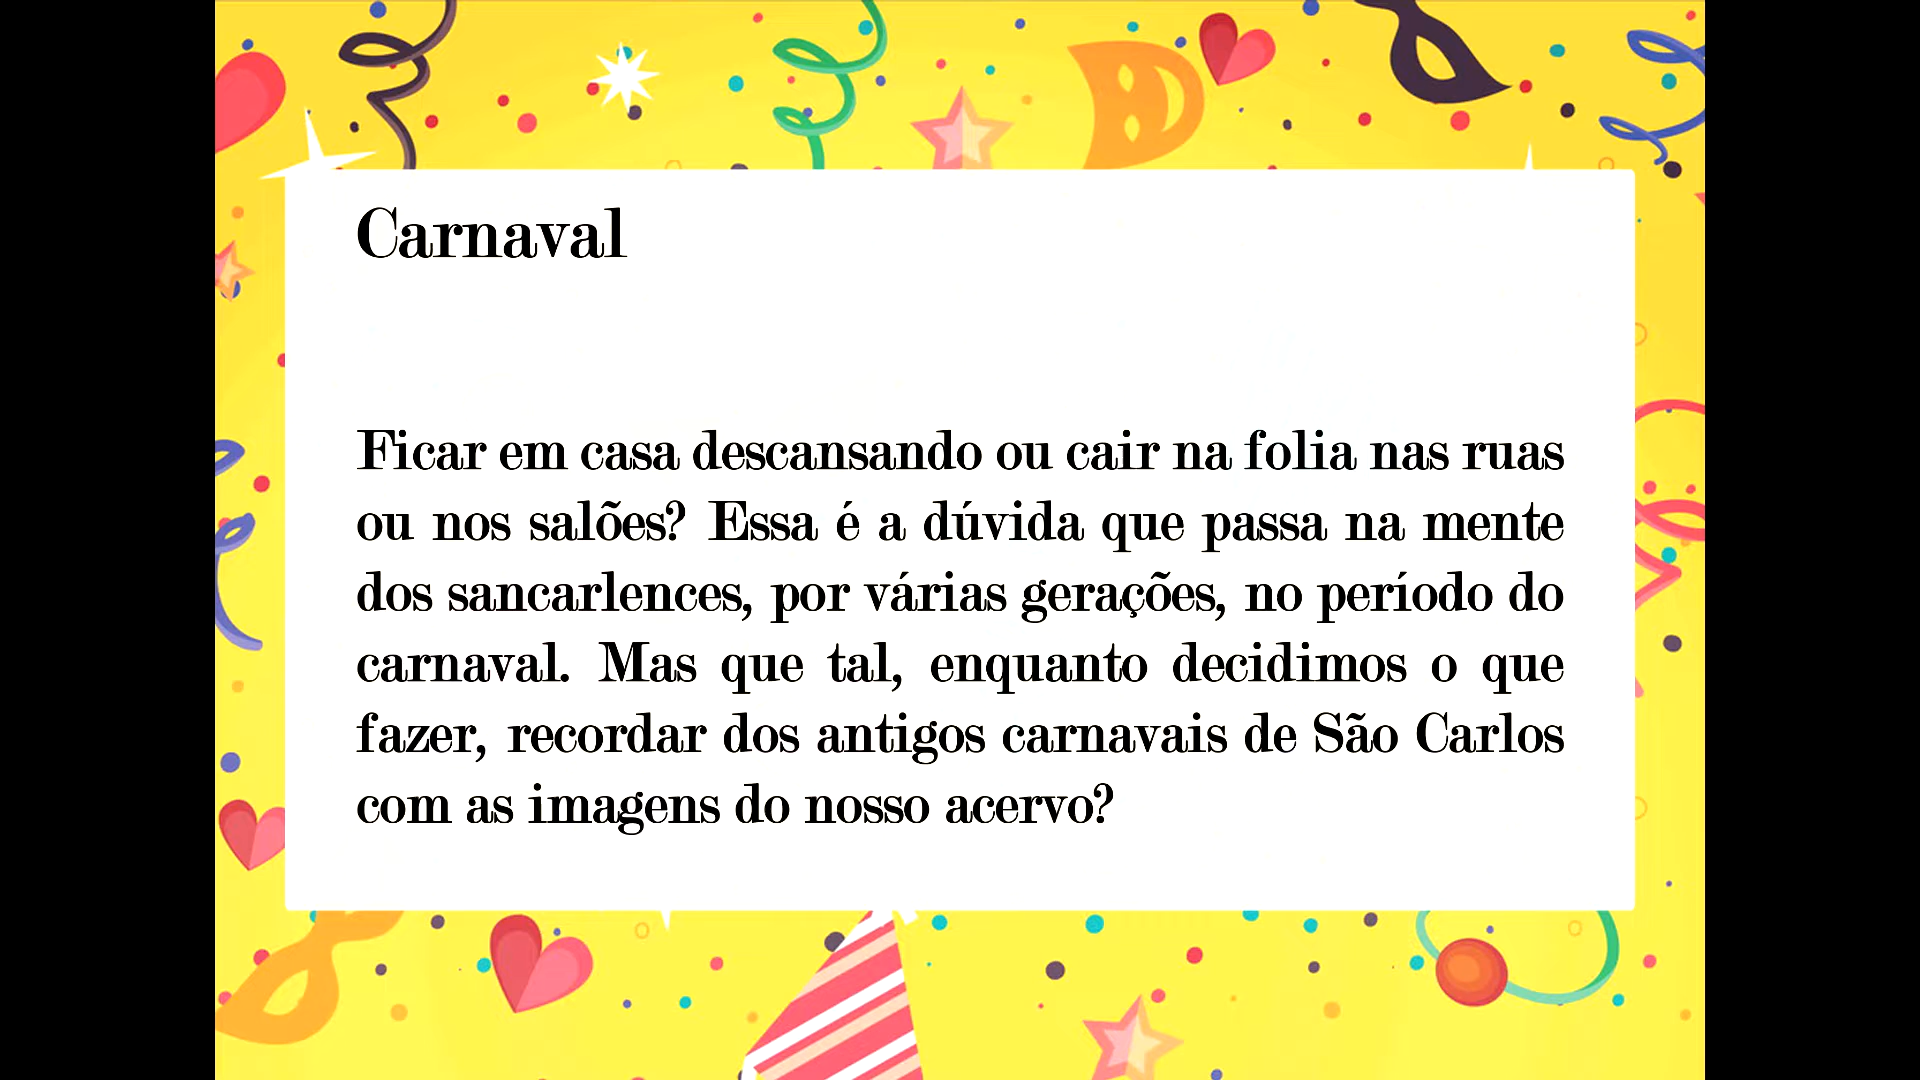 Carnaval
Ficar em casa descansando ou cair na folia nas ruas
ou nos salões? Essa é a dúvida que passa na mente
dos sancarlences, por várias gerações, no período do
carnaval. Mas que tal, enquanto decidimos o que
fazer, recordar dos antigos carnavais de São Carlos
com as imagens do nosso acervo?